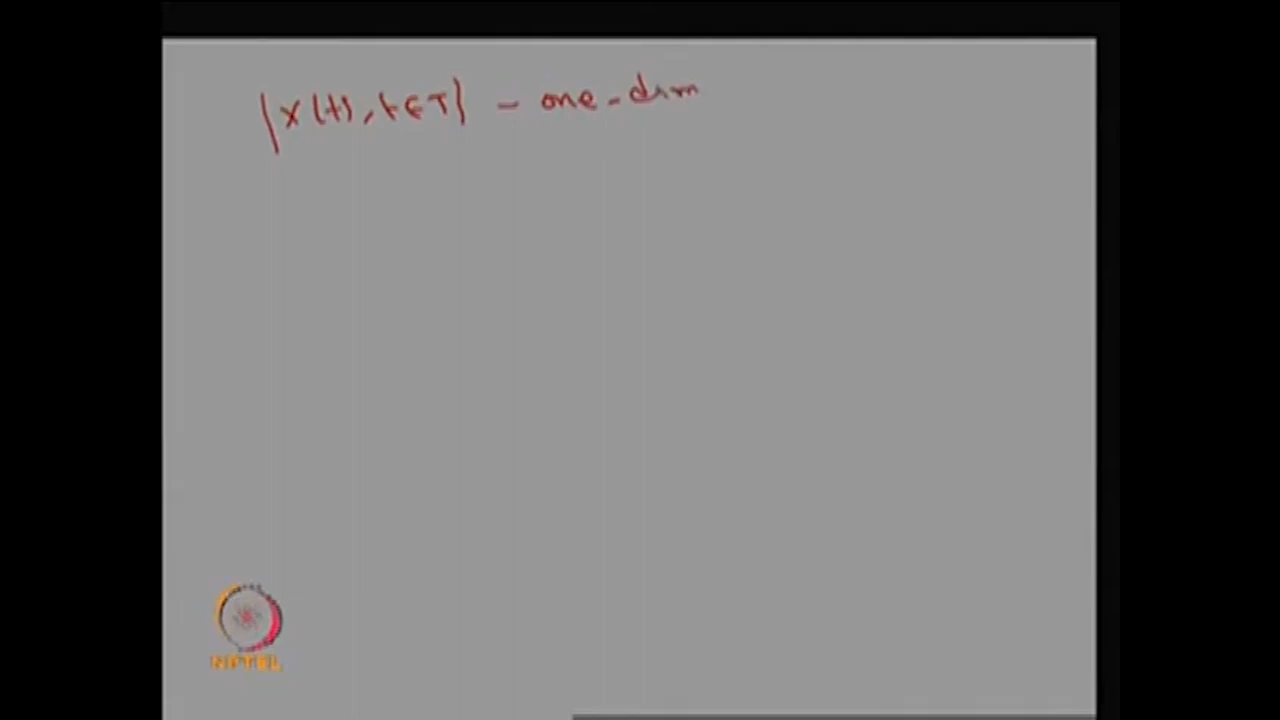 {X(t), t∈T} - one-dim
NPTEL